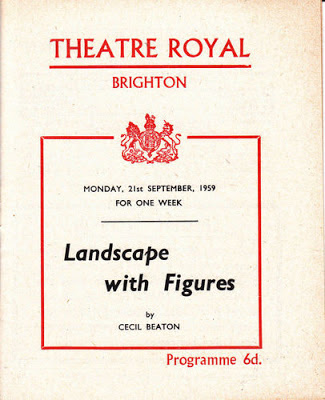 THEATRE ROYAL
BRIGHTON
MONDAY, 21st SEPTEMBER, 1959
FOR ONE WEEK
Landscape
with Figures
by
CECIL BEATON
Programme 6d.